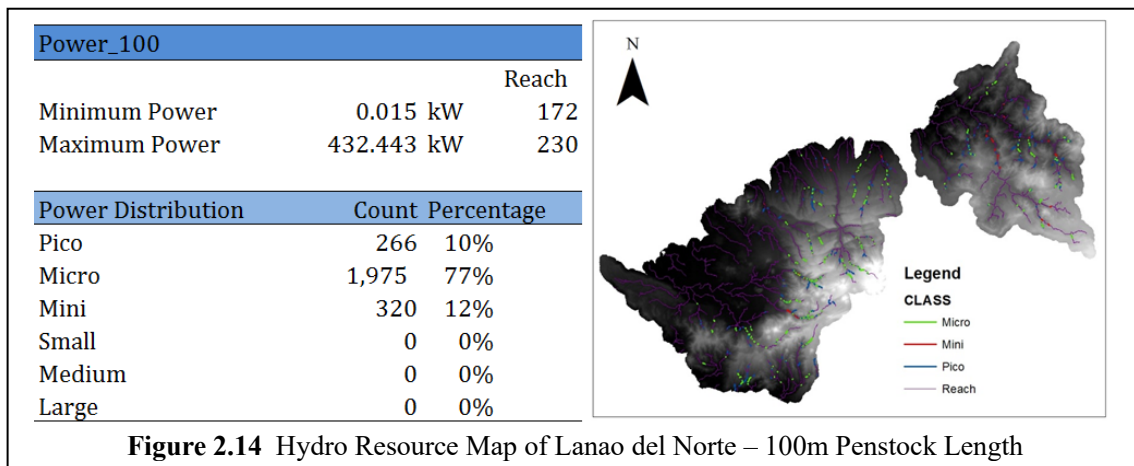 Power_100
Reach
Minimum Power 0.015 kW 172
Maximum Power 432.443 kW 230
Power Distribution Count Percentage
Pico 266 10%
Micro 1,975 77%
Mini 320 12%
Small 0 0%
Medium 0 0%
Large 0 0%
N
Legend
CLASS
Micro
Mini
Pico
Reach
Figure 2.14 Hydro Resource Map of Lanao del Norte – 100m Penstock Length